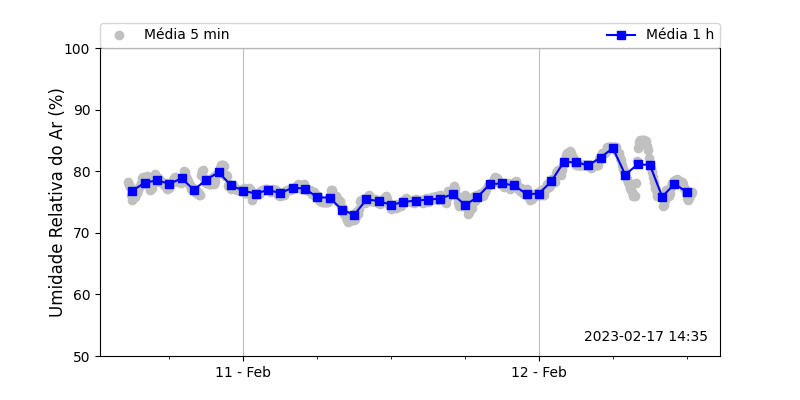 Média 5 min
Média 1 h
Umidade Relativa do Ar (%)
100
90
80
70
60
50
2023-02-17 14:35
11 - Feb
12 - Feb